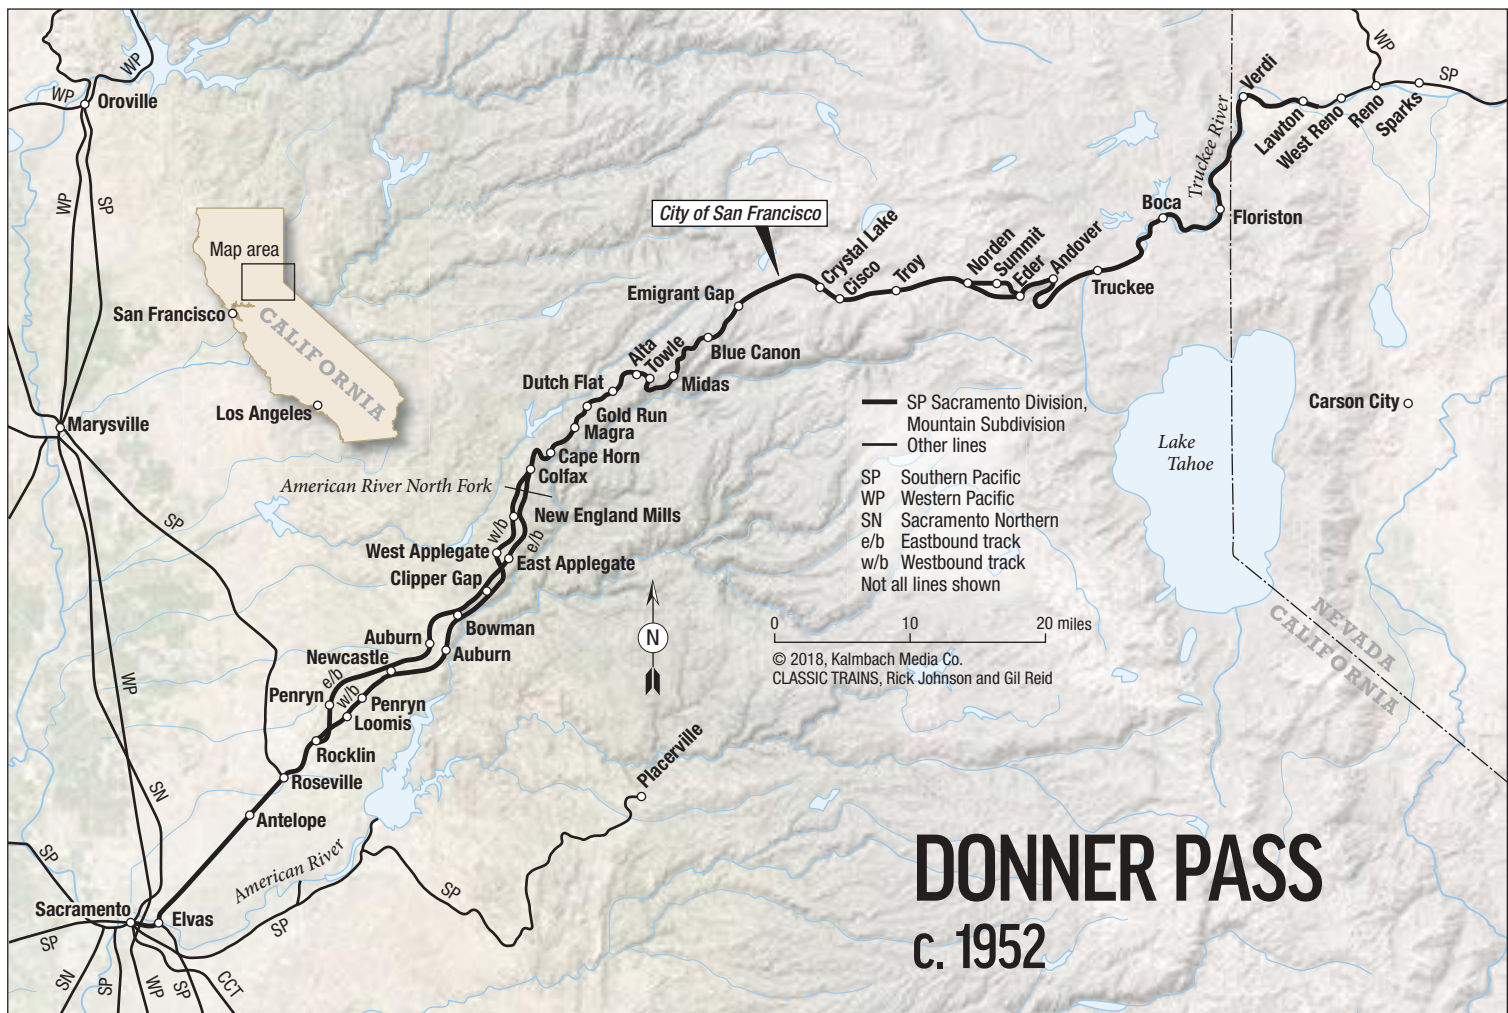 WP
WP
Oroville
WP
SP
Verdi
Truckee River
Lawton
West Reno
Reno
Sparks
WP
SP
Boca
Floriston
City of San Francisco
Map area
San Francisco
CALIFORNIA
Los Angeles
Marysville
Crystal Lake
Cisco
Troy
Norden
Summit
Eder
Andover
Truckee
Emigrant Gap
Blue Canon
Alta
Towle
Midas
Dutch Flat
Gold Run
Magra
Cape Horn
Colfax
American River North Fork
New England Mills
w/b
e/b
West Applegate
East Applegate
Clipper Gap
Bowman
Auburn
Auburn
Newcastle
e/b
w/b
Penryn
Penryn
Loomis
Rocklin
Roseville
Antelope
SP
WP
SN
SP Sacramento Division,
Mountain Subdivision
Other lines
SP Southern Pacific
WP Western Pacific
SN Sacramento Northern
e/b Eastbound track
w/b Westbound track
Not all lines shown
Lake
Tahoe
Carson City
NEVADA
CALIFORNIA
N
0 10 20 miles
© 2018, Kalmbach Media Co.
CLASSIC TRAINS, Rick Johnson and Gil Reid
Placerville
American River
SP
SP
SP
Sacramento
Elvas
SP
SN
SP
WP
SP
CCT
DONNER PASS
c. 1952